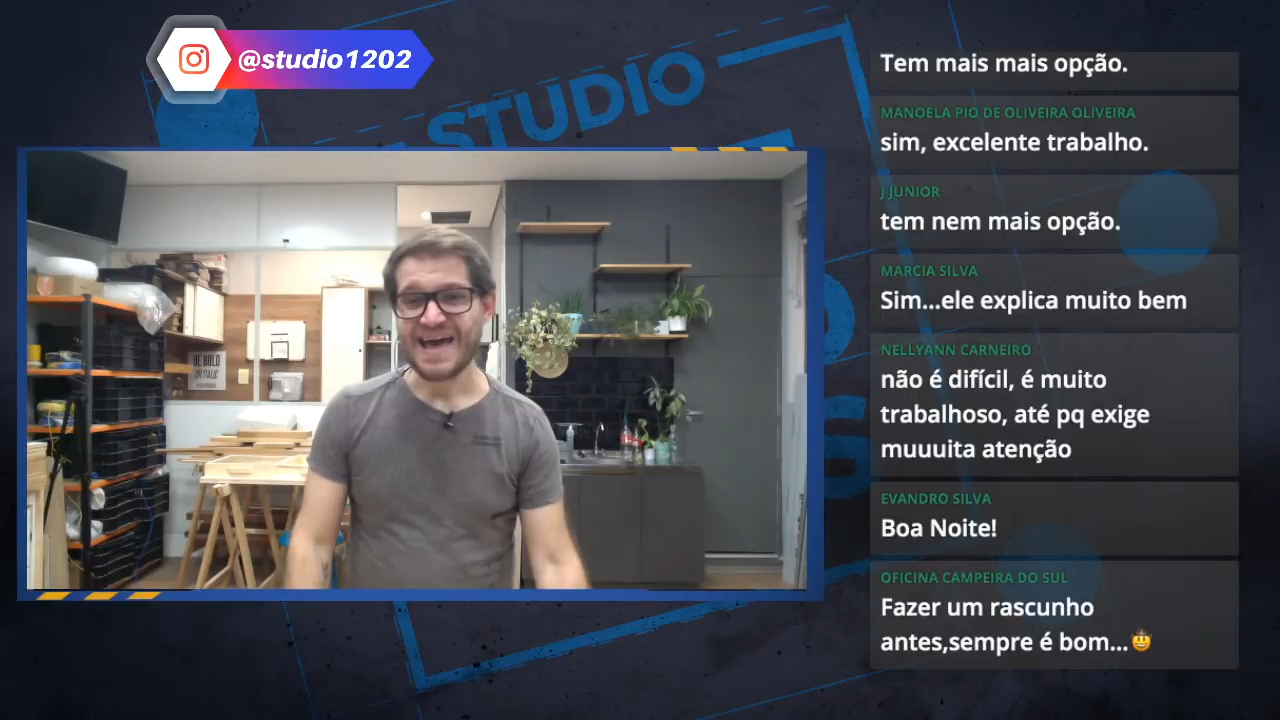 @studio1202
STUDIO
BE BOLD
OR ITALIC
Tem mais mais opção.
MANOELA PIO DE OLIVEIRA OLIVEIRA
sim, excelente trabalho.
J JUNIOR
tem nem mais opção.
MARCIA SILVA
Sim...ele explica muito bem
NELLYANN CARNEIRO
não é difícil, é muito
trabalhoso, até pq exige
muuuita atenção
EVANDRO SILVA
Boa Noite!
OFICINA CAMPEIRA DO SUL
Fazer um rascunho
antes,sempre é bom...🤠